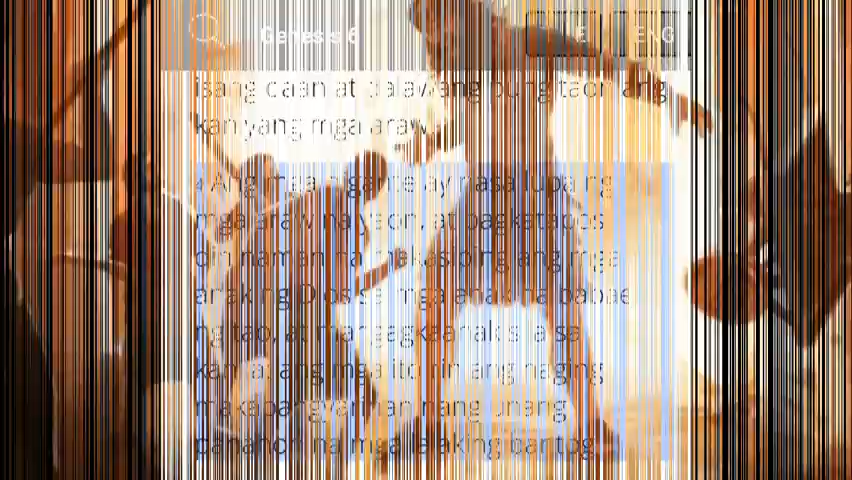 Genesis 6 ENG
isang daan at dalawang pung taon ang
kaniyang mga araw.
4 Ang mga higante ay nasa lupa ng
mga araw na yaon, at pagkatapos
din naman na makasiping ang mga
anak ng Dios sa mga anak na babae
ng tao, at mangagkaanak sila sa
kani at ang mga ito rin ang naging
makapangyarihan nang unang
panahon na mga lalaking bantog.